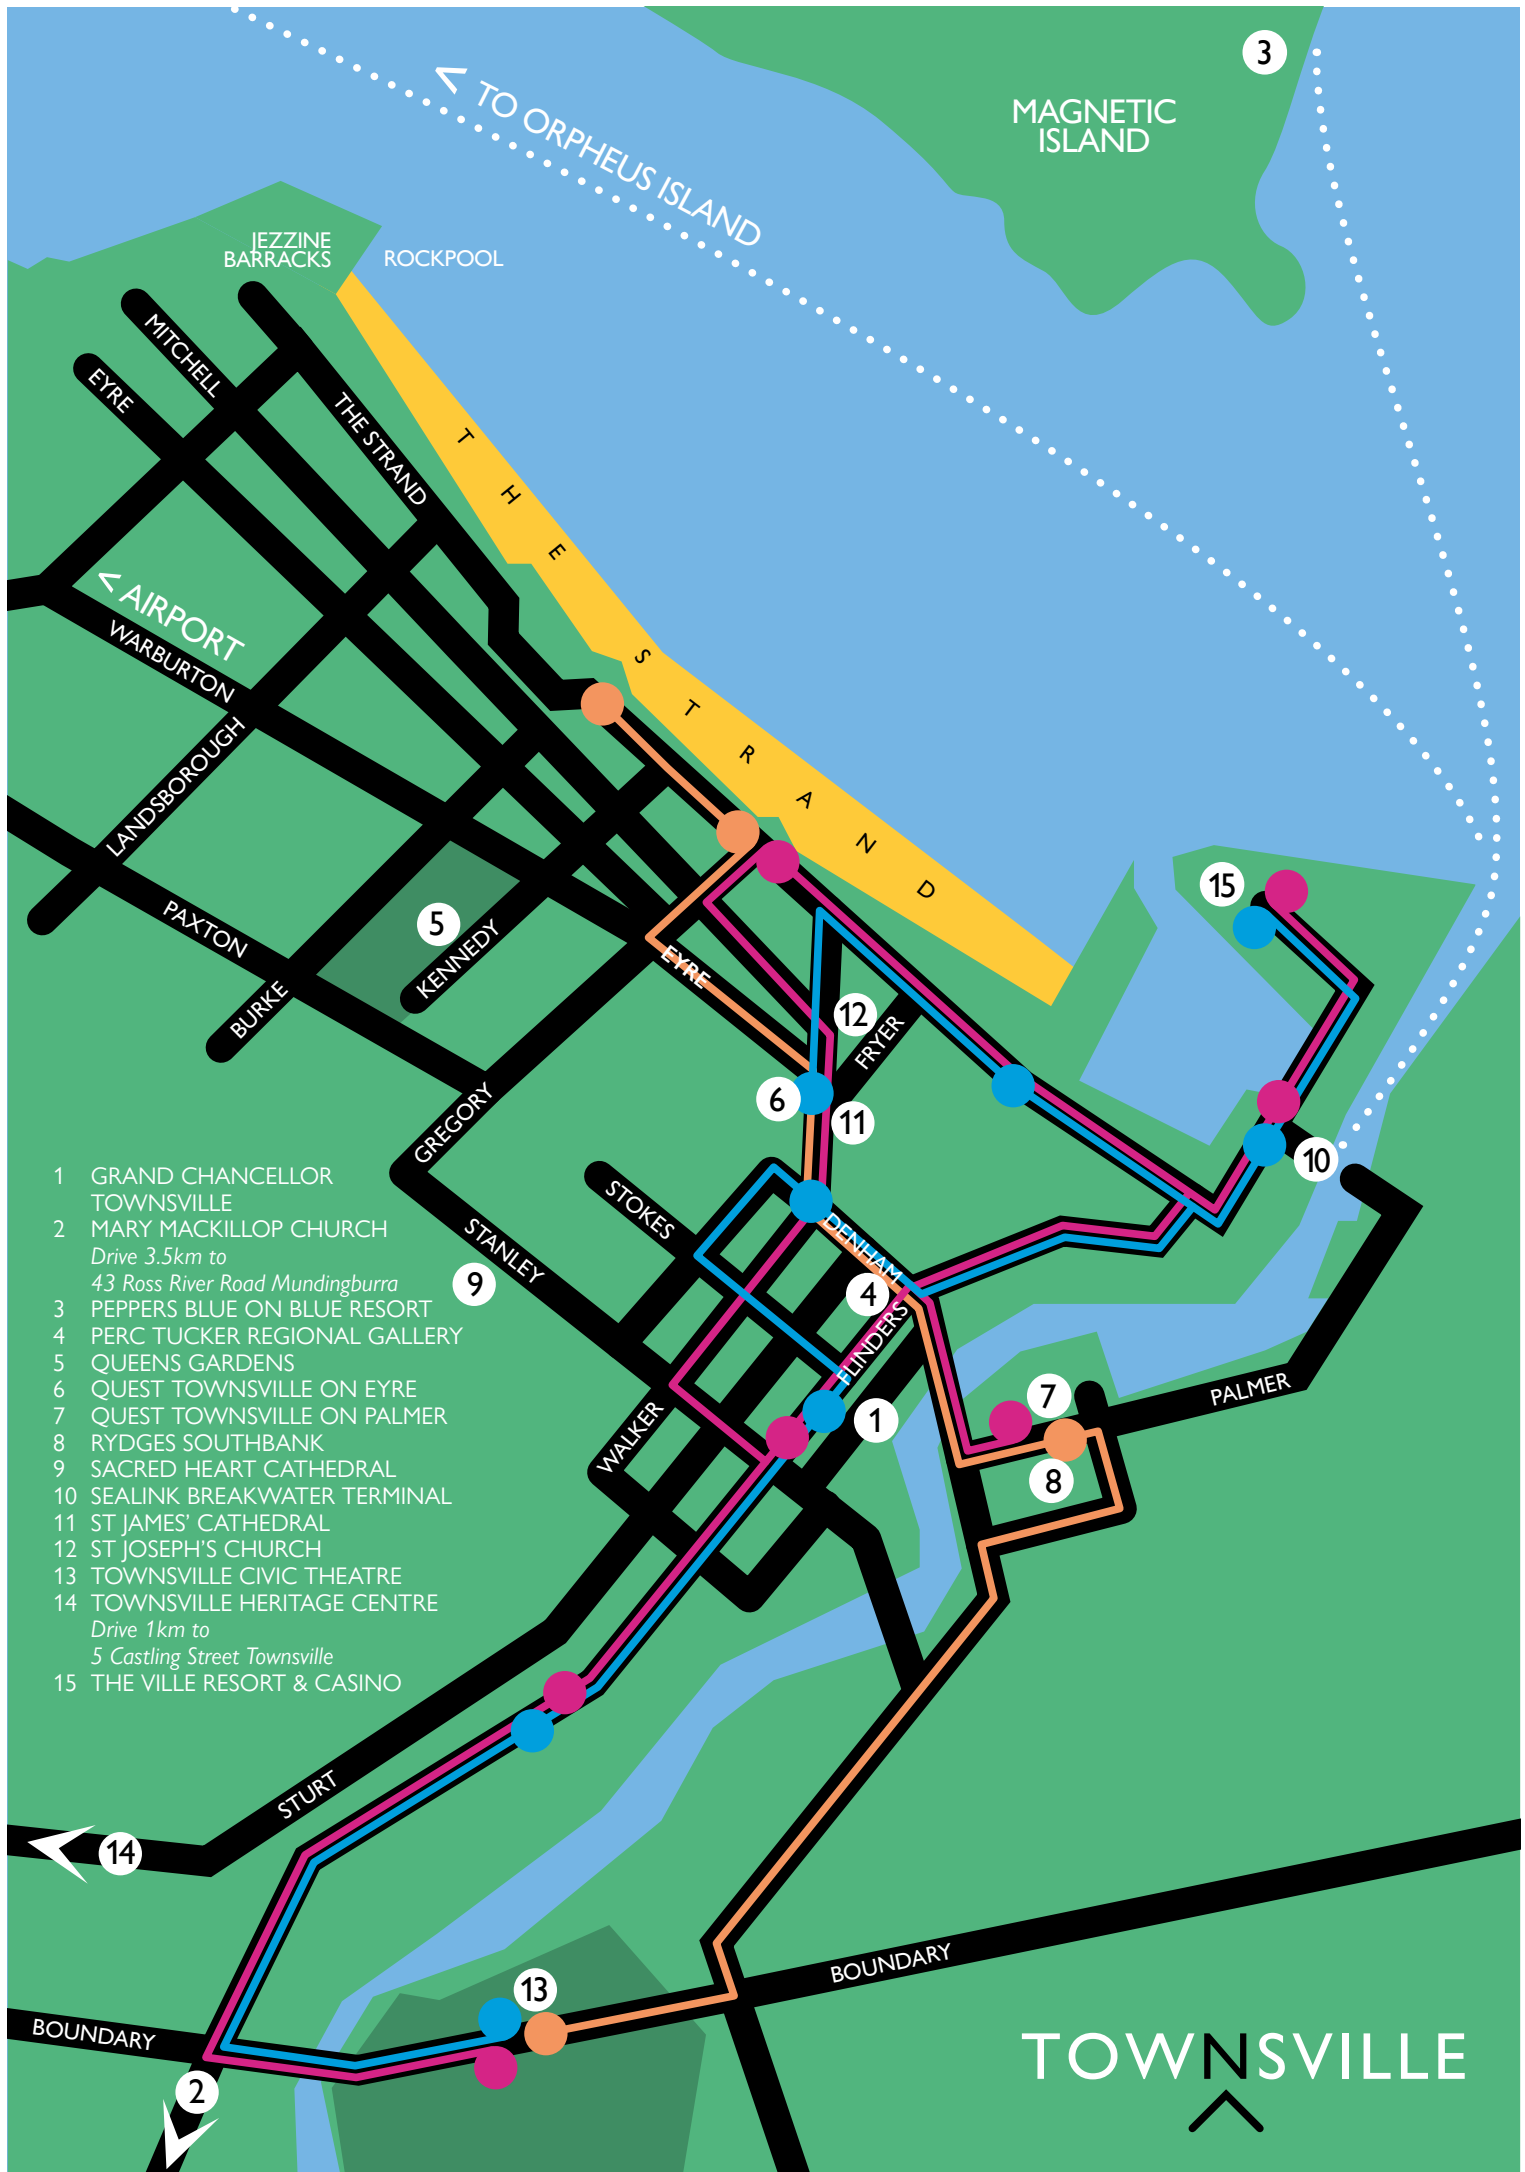 3
MAGNETIC
ISLAND
< TO ORPHEUS ISLAND
JEZZINE
BARRACKS
ROCKPOOL
MITCHELL
EYRE
THE STRAND
THE STRAND
< AIRPORT
WARBURTON
LANDSBOROUGH
PAXTON
5
KENNEDY
BURKE
EYRE
15
12
FRYER
6
11
GREGORY
10
STOKES
STANLEY
9
DENHAM
4
FLINDERS
7
PALMER
1
WALKER
8
1 GRAND CHANCELLOR
TOWNSVILLE
2 MARY MACKILLOP CHURCH
Drive 3.5km to
43 Ross River Road Mundingburra
3 PEPPERS BLUE ON BLUE RESORT
4 PERC TUCKER REGIONAL GALLERY
5 QUEENS GARDENS
6 QUEST TOWNSVILLE ON EYRE
7 QUEST TOWNSVILLE ON PALMER
8 RYDGES SOUTHBANK
9 SACRED HEART CATHEDRAL
10 SEALINK BREAKWATER TERMINAL
11 ST JAMES' CATHEDRAL
12 ST JOSEPH'S CHURCH
13 TOWNSVILLE CIVIC THEATRE
14 TOWNSVILLE HERITAGE CENTRE
Drive 1km to
5 Castling Street Townsville
15 THE VILLE RESORT & CASINO
STURT
14
BOUNDARY
13
BOUNDARY
2
TOWNSVILLE